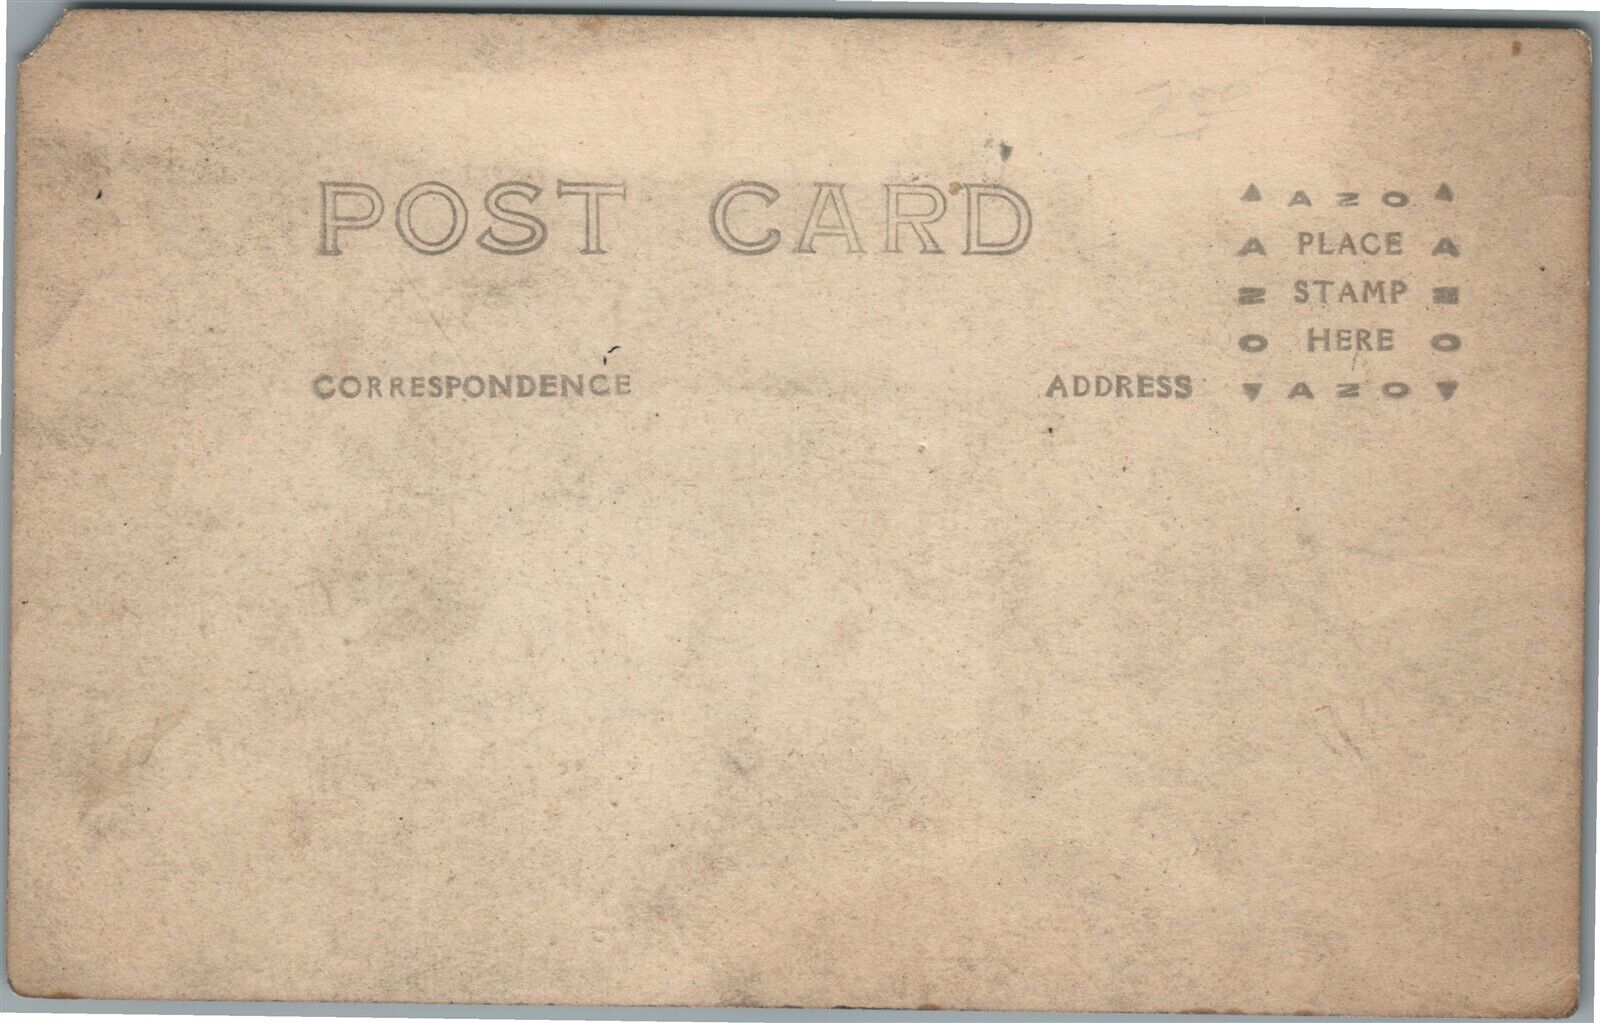 POST CARD
▲ AZO ▲
A PLACE A
Z STAMP Z
O HERE O
▼ AZO ▼
CORRESPONDENCE
ADDRESS